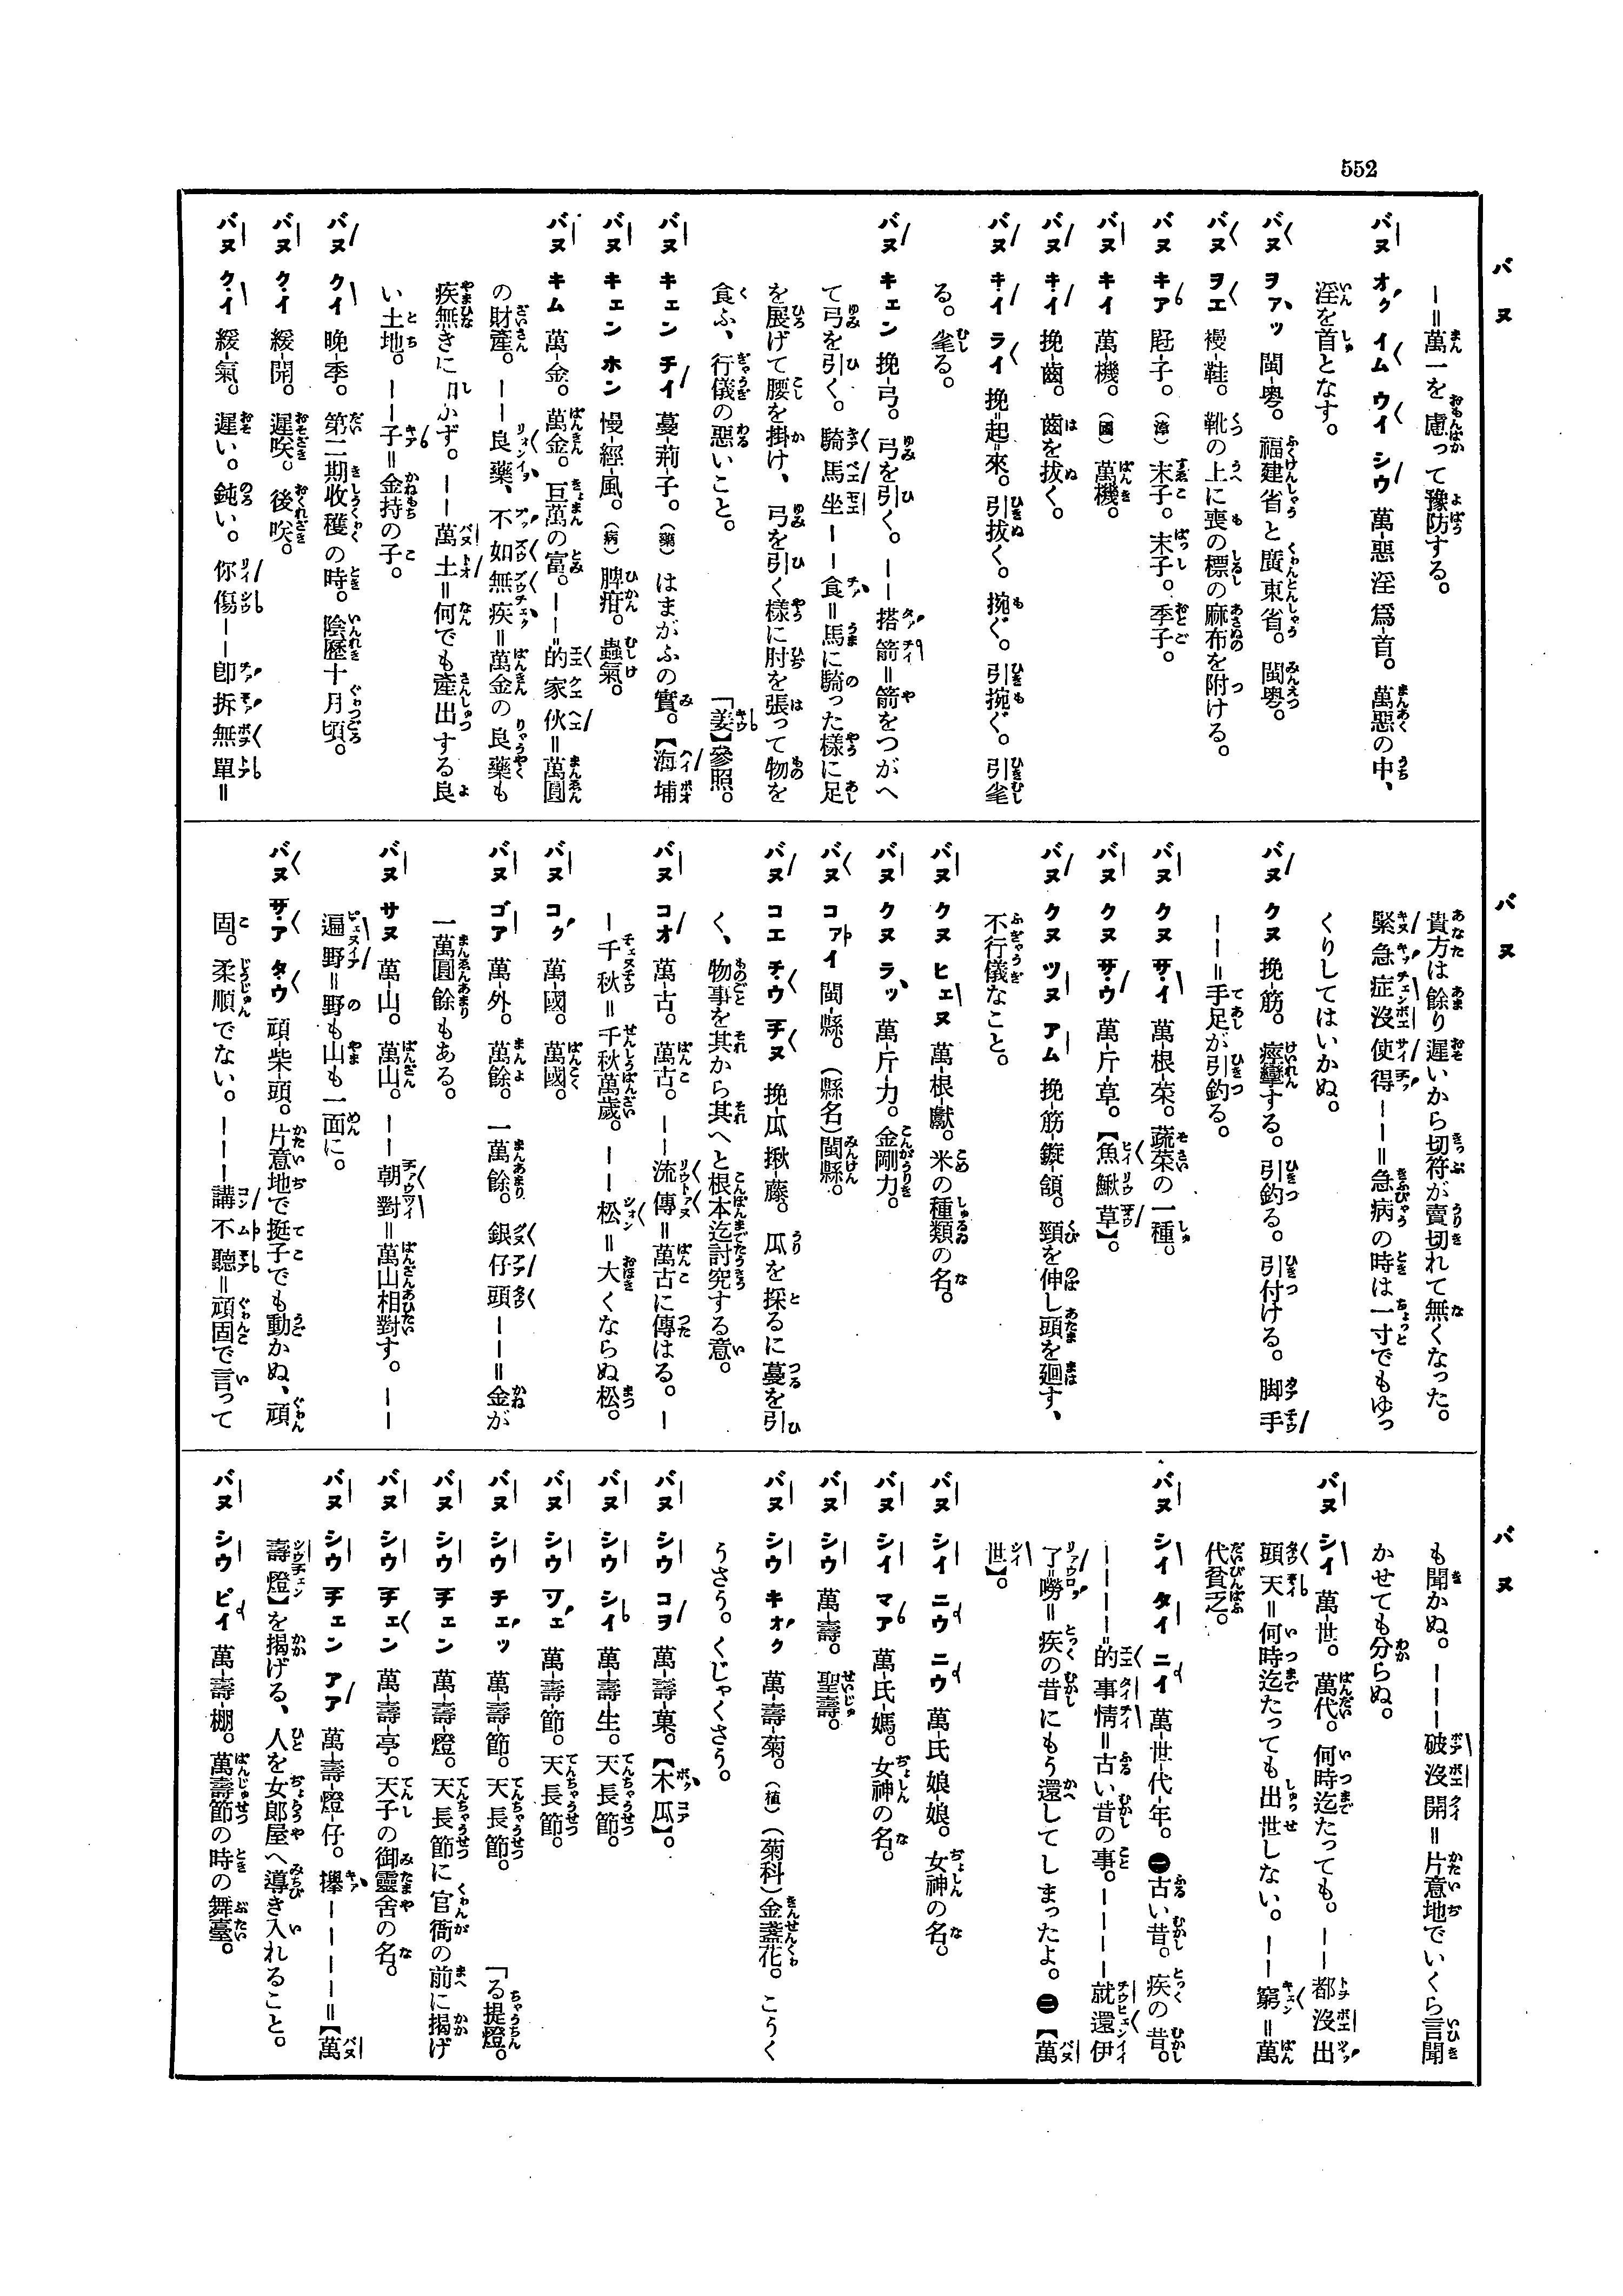 552
バヌ
バヌ
バヌ
ー＝萬一を慮って豫防する。
バヌ オク イム ウイ シウ 萬-惡淫爲-首。萬惡の中、
淫を首となす。
バヌ ヲァッ 閩-粤。福建省と廣東省。閩粤。
バヌ ヲエ 襪-鞋。靴の上に喪の標の麻布を附ける。
バヌ キア 屘子。（漳）末子。末子。季子。
バヌ キイ 萬-機。（國）萬機。
バヌ キイ 挽-齒。齒を拔く。
バヌ キイ ライ 挽=起=來。引拔く。捥ぐ。引捥ぐ。引毟
る。毟る。
バヌ キェン 挽-弓。弓を引く。ーー搭箭＝箭をつがへ
て弓を引く。騎馬坐ーー食＝馬に騎った樣に足
を展げて腰を掛け、弓を引く樣に肘を張って物を
食ふ、行儀の惡いこと。「姜】參照。
バヌ キェン チイ 蔓-荊子。（藥）はまがふの實。【海埔
バヌ キェン ホン 慢-經-風。（病）脾疳。蟲氣。
バヌ キム 萬-金。萬金。亘萬の富。ーー＝的家伙＝萬圓
の財産。ーー良藥、不如無疾＝萬金の良藥も
疾無きにかず。ーー萬土＝何でも産出する良
い土地。ーー子＝金持の子。
バヌ クイ 晩-季。第二期收穫の時。陰曆十月頃。
バヌ クイ 緩-開。遲咲。後咲。
バヌ クイ 緩-氣。遲い。鈍い。你傷ーー卽拆無單＝
貴方は餘り遲いから切符が賣切れて無くなった。
緊急症沒使得ーーー＝急病の時は一寸でもゆっ
くりしてはいかぬ。
バヌ クヌ 挽-筋。痙攣する。引釣る。引付ける。脚手
ーー＝手足が引釣る。
バヌ クヌ サイ 萬-根-菜。蔬菜の一種。
バヌ クヌ サウ 萬-斤-草。【魚鰍草】。
バヌ クヌ ツヌ アム 挽-筋-鏇-頷。頸を伸し頭を廻す、
不行儀なこと。
バヌ クヌ ヒェヌ 萬-根-獻。米の種類の名。
バヌ クヌ ラッ 萬-斤-力。金剛力。
バヌ コァイ 閩-縣。（縣名）閩縣。
バヌ コエ チウ チヌ 挽-瓜揪-藤。瓜を採るに蔓を引
く、物事を其から其へと根本迄討究する意。
バヌ コオ 萬-古。萬古。ーー流傳＝萬古に傳はる。ー
ー千秋＝千秋萬歲。ーー松＝大くならぬ松。
バヌ コク 萬-國。萬國。
バヌ ゴア 萬-外。萬餘。一萬餘。銀仔頭ーー＝金が
一萬圓餘もある。
バヌ サヌ 萬-山。萬山。ーー朝對＝萬山相對す。ーー
遍野＝野も山も一面に。
バヌ サア タウ 頑-柴-頭。片意地で挺子でも動かぬ、頑
固。柔順でない。ーーー講不聽＝頑固で言って
も聞かぬ。ーーー破沒開＝片意地でいくら言聞
かせても分らぬ。
バヌ シイ 萬-世。萬代。何時迄たっても。ーー都沒出
頭天＝何時迄たっても出世しない。ーー窮＝萬
代貧乏。
バヌ シイ タイ ニイ 萬-世-代-年。㊀古い昔。疾の昔。
ーーーー＝的事情＝古い昔の事。ーーーー就還伊
了=嘮＝疾の昔にもう還してしまったよ。㊁【萬
世】。
バヌ シイ ニウ ニウ 萬-氏娘-娘。女神の名。
バヌ シイ マア 萬-氏-媽。女神の名。
バヌ シウ 萬-壽。聖壽。
バヌ シウ キオク 萬-壽-菊。（植）（菊科）金盞花。こうく
うさう。くじゃくさう。
バヌ シウ コヲ 萬-壽-菓。【木瓜】。
バヌ シウ シイ 萬-壽-生。天長節。
バヌ シウ ツェ 萬-壽-節。天長節。
バヌ シウ チェッ 萬-壽-節。天長節。
バヌ シウ チェン 萬-壽-燈。天長節に官衙の前に揭げ「る提燈。
バヌ シウ チェン 萬-壽-亭。天子の御靈舍の名。
バヌ シウ チェン アア 萬-壽-燈-仔。攑ーーーー＝【萬
壽燈】を揭げる、人を女郎屋へ導き入れること。
バヌ シウ ピイ 萬-壽-棚。萬壽節の時の舞臺。